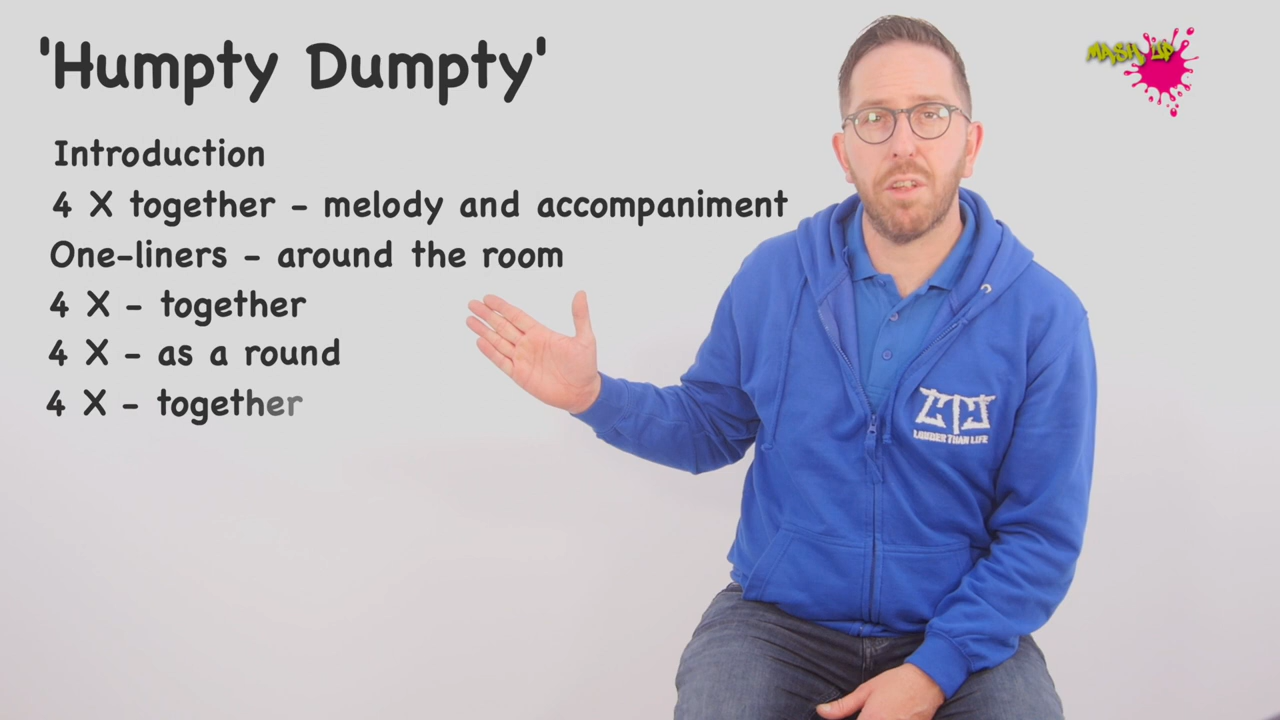 'Humpty Dumpty'
MASH UP
Introduction
4 X together - melody and accompaniment
One-liners - around the room
4 X - together
4 X - as a round
4 X - together
LTL
LOUDER THAN LIFE